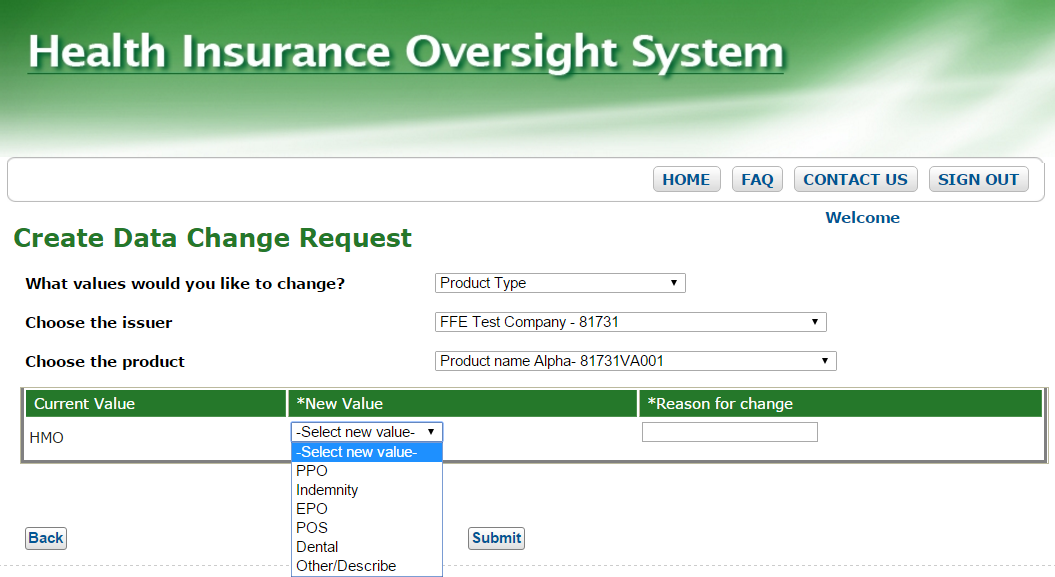 Health Insurance Oversight System
HOME FAQ CONTACT US SIGN OUT
Welcome
Create Data Change Request
What values would you like to change? Product Type
Choose the issuer FFE Test Company - 81731
Choose the product Product name Alpha- 81731VA001
Current Value *New Value *Reason for change
HMO -Select new value-
-Select new value-
PPO
Indemnity
EPO
POS
Dental
Other/Describe
Back Submit